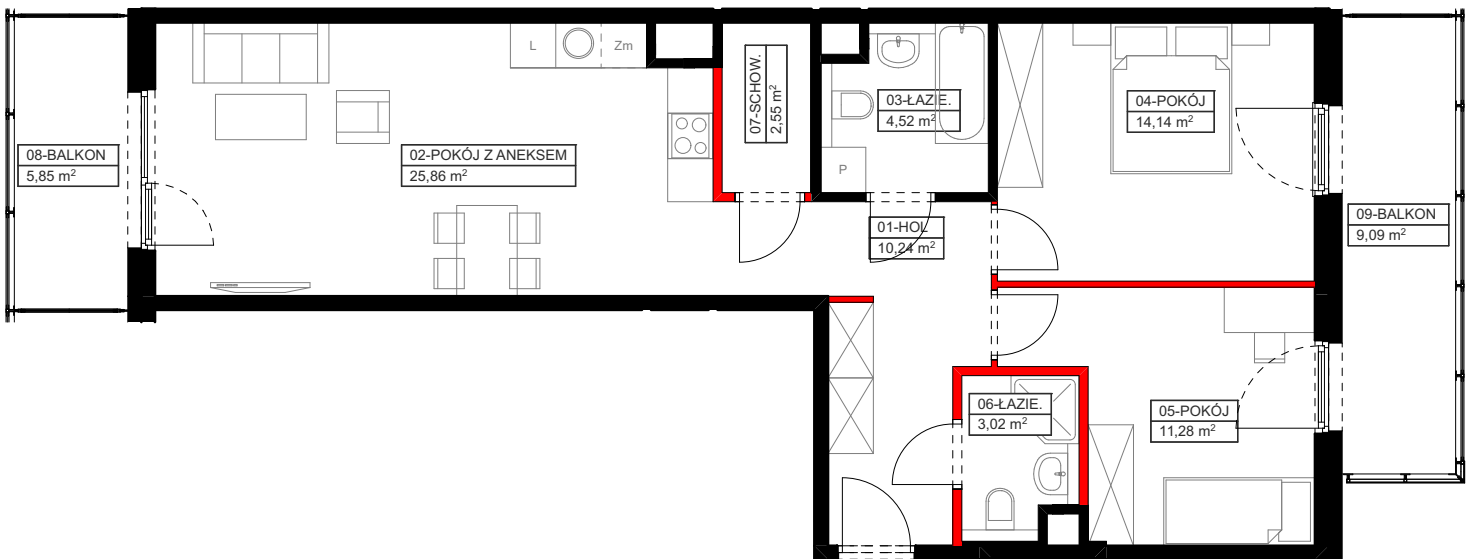 L
Zm
07-SCHOW.
2,55 m²
03-ŁAZIE.
4,52 m²
P
04-POKÓJ
14,14 m²
08-BALKON
5,85 m²
02-POKÓJ Z ANEKSEM
25,86 m²
01-HOL
10,24 m²
09-BALKON
9,09 m²
06-ŁAZIE.
3,02 m²
05-POKÓJ
11,28 m²